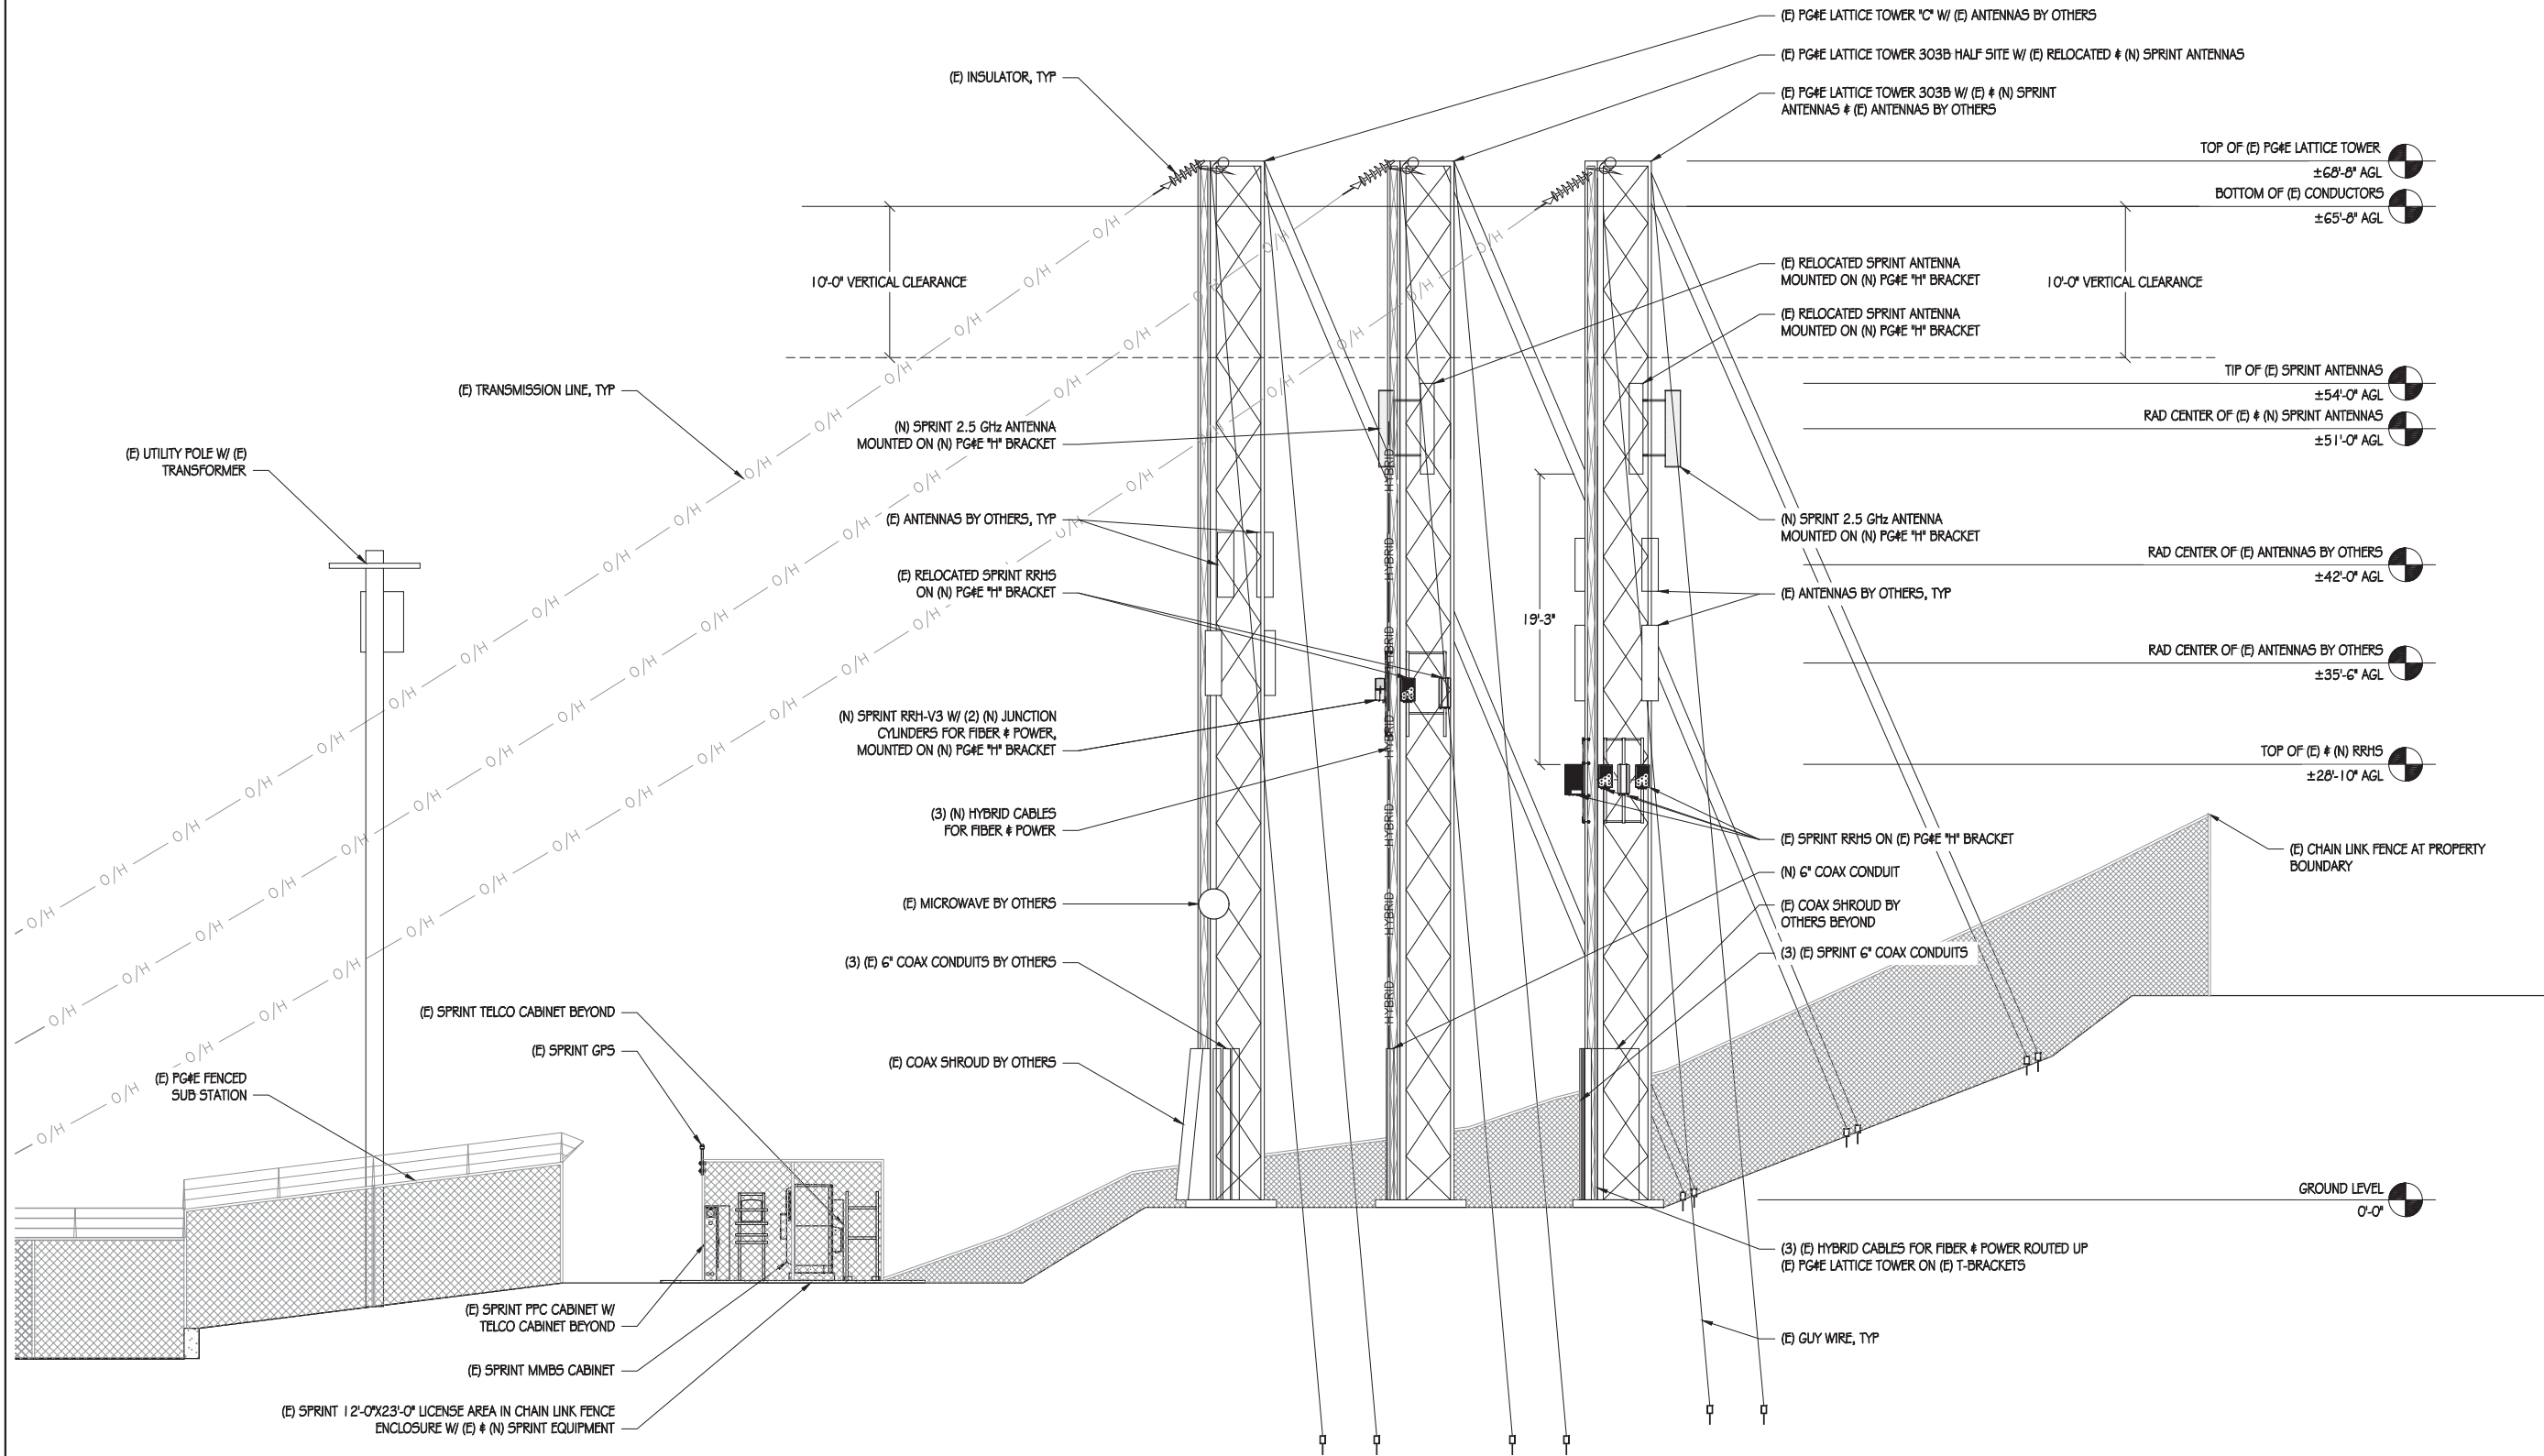 (E) PG&E LATTICE TOWER "C" W/ (E) ANTENNAS BY OTHERS
(E) PG&E LATTICE TOWER 303B HALF SITE W/ (E) RELOCATED & (N) SPRINT ANTENNAS
(E) INSULATOR, TYP
(E) PG&E LATTICE TOWER 303B W/ (E) & (N) SPRINT
ANTENNAS & (E) ANTENNAS BY OTHERS
TOP OF (E) PG&E LATTICE TOWER
±68'-8" AGL
BOTTOM OF (E) CONDUCTORS
±65'-8" AGL
10'-0" VERTICAL CLEARANCE
(E) RELOCATED SPRINT ANTENNA
MOUNTED ON (N) PG&E "H" BRACKET
10'-0" VERTICAL CLEARANCE
(E) RELOCATED SPRINT ANTENNA
MOUNTED ON (N) PG&E "H" BRACKET
TIP OF (E) SPRINT ANTENNAS
±54'-0" AGL
(E) TRANSMISSION LINE, TYP
RAD CENTER OF (E) & (N) SPRINT ANTENNAS
±51'-0" AGL
(N) SPRINT 2.5 GHz ANTENNA
MOUNTED ON (N) PG&E "H" BRACKET
(E) UTILITY POLE W/ (E)
TRANSFORMER
(E) ANTENNAS BY OTHERS, TYP
(N) SPRINT 2.5 GHz ANTENNA
MOUNTED ON (N) PG&E "H" BRACKET
RAD CENTER OF (E) ANTENNAS BY OTHERS
±42'-0" AGL
(E) RELOCATED SPRINT RRHS
ON (N) PG&E "H" BRACKET
(E) ANTENNAS BY OTHERS, TYP
19'-3"
RAD CENTER OF (E) ANTENNAS BY OTHERS
±35'-6" AGL
(N) SPRINT RRH-V3 W/ (2) (N) JUNCTION
CYLINDERS FOR FIBER & POWER,
MOUNTED ON (N) PG&E "H" BRACKET
TOP OF (E) & (N) RRHS
±28'-10" AGL
(3) (N) HYBRID CABLES
FOR FIBER & POWER
(E) SPRINT RRHS ON (E) PG&E "H" BRACKET
(E) CHAIN LINK FENCE AT PROPERTY
BOUNDARY
(N) 6" COAX CONDUIT
(E) MICROWAVE BY OTHERS
(E) COAX SHROUD BY
OTHERS BEYOND
(3) (E) 6" COAX CONDUITS BY OTHERS
(3) (E) SPRINT 6" COAX CONDUITS
(E) SPRINT TELCO CABINET BEYOND
(E) SPRINT GPS
(E) COAX SHROUD BY OTHERS
(E) PG&E FENCED
SUB STATION
GROUND LEVEL
0'-0"
(3) (E) HYBRID CABLES FOR FIBER & POWER ROUTED UP
(E) PG&E LATTICE TOWER ON (E) T-BRACKETS
(E) SPRINT PPC CABINET W/
TELCO CABINET BEYOND
(E) GUY WIRE, TYP
(E) SPRINT MMBS CABINET
(E) SPRINT 12'-0"X23'-0" LICENSE AREA IN CHAIN LINK FENCE
ENCLOSURE W/ (E) & (N) SPRINT EQUIPMENT
O/H O/H O/H O/H O/H O/H O/H O/H O/H O/H O/H O/H O/H O/H O/H
O/H O/H O/H O/H O/H O/H O/H O/H O/H O/H O/H O/H O/H O/H O/H O/H O/H
O/H O/H O/H O/H O/H O/H O/H O/H O/H O/H O/H O/H O/H O/H O/H O/H O/H O/H
HYBRID HYBRID HYBRID HYBRID HYBRID HYBRID HYBRID